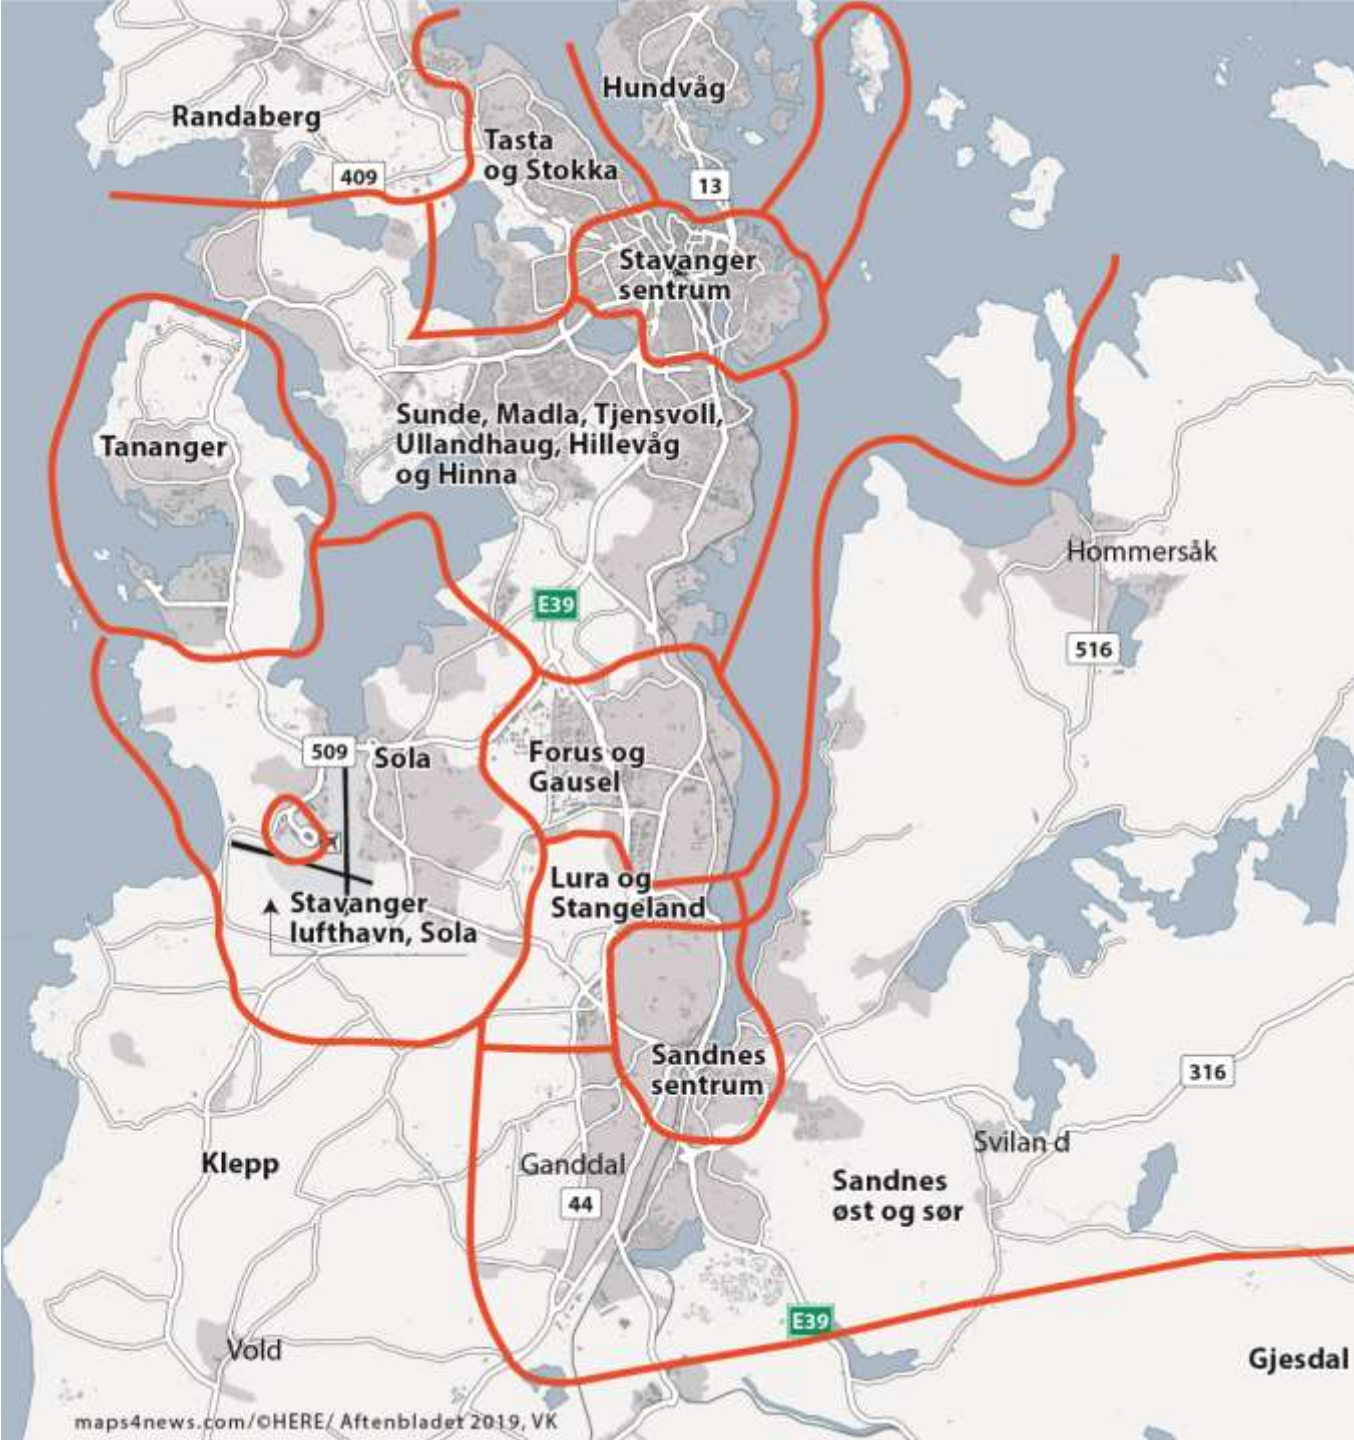 Hundvåg
Randaberg
Tasta
og Stokka
409
13
Stavanger
sentrum
Sunde, Madla, Tjensvoll,
Ullandhaug, Hillevåg
og Hinna
Tananger
Hommersåk
E39
516
509
Sola
Forus og
Gausel
Lura og
Stangeland
Stavanger
lufthavn, Sola
Sandnes
sentrum
316
Svilan d
Klepp
Ganddal
44
Sandnes
øst og sør
E39
Vold
Gjesdal
maps4news.com/©HERE/ Aftenbladet 2019, VK